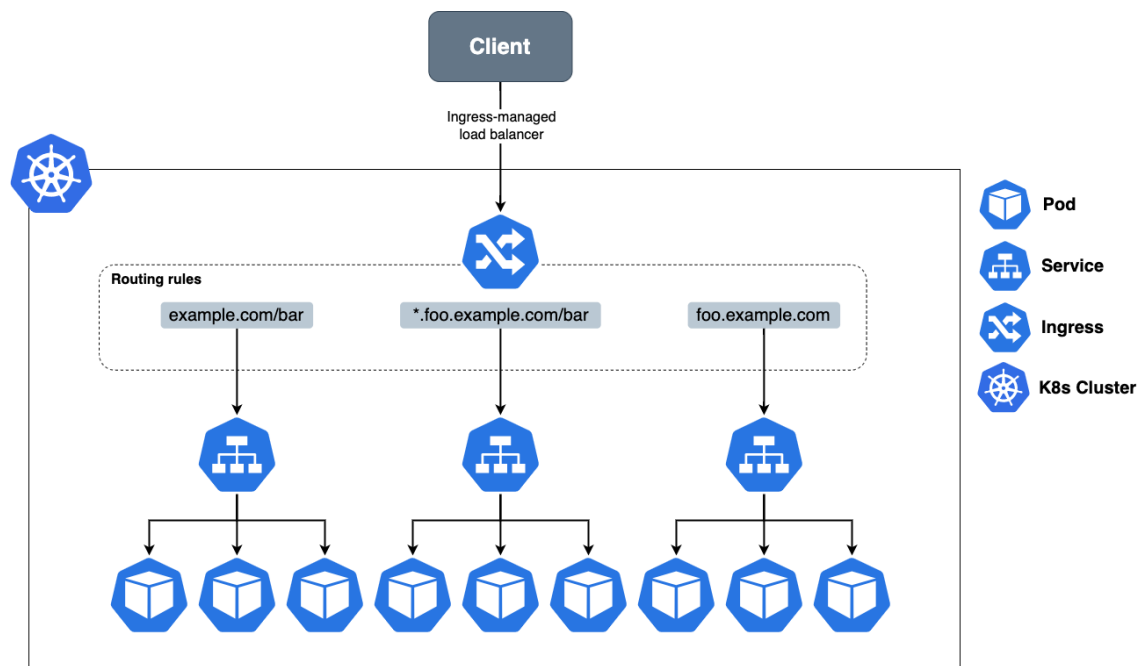 Client
Ingress-managed
load balancer
Routing rules
example.com/bar
*.foo.example.com/bar
foo.example.com
Pod
Service
Ingress
K8s Cluster